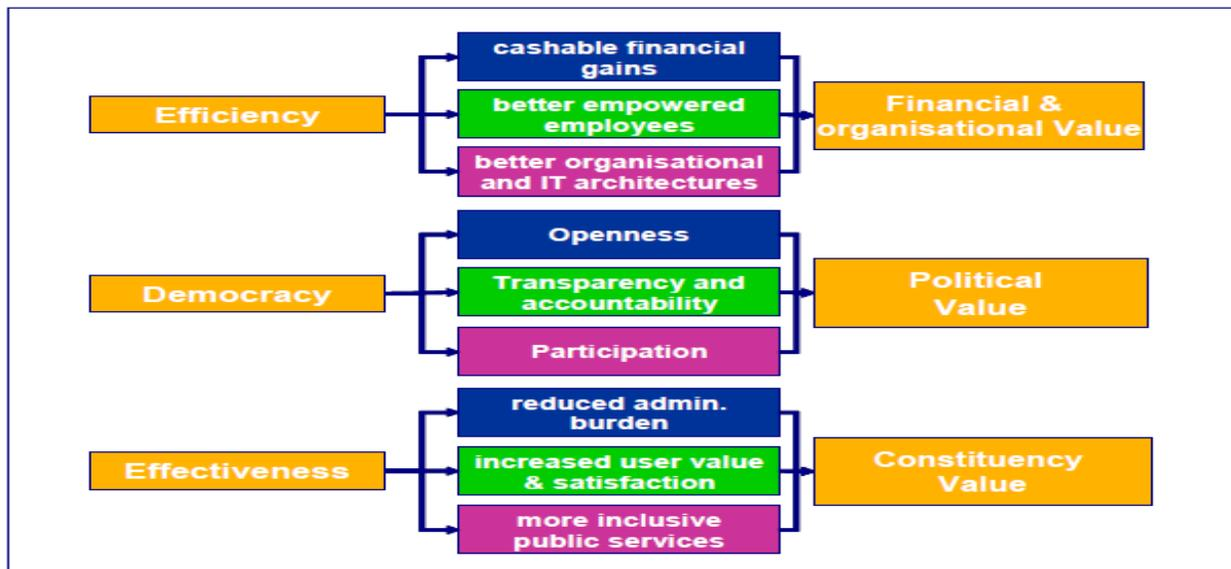 Efficiency
cashable financial
gains
better empowered
employees
better organisational
and IT architectures
Financial &
organisational Value
Democracy
Openness
Transparency and
accountability
Participation
Political
Value
Effectiveness
reduced admin.
burden
increased user value
& satisfaction
more inclusive
public services
Constituency
Value